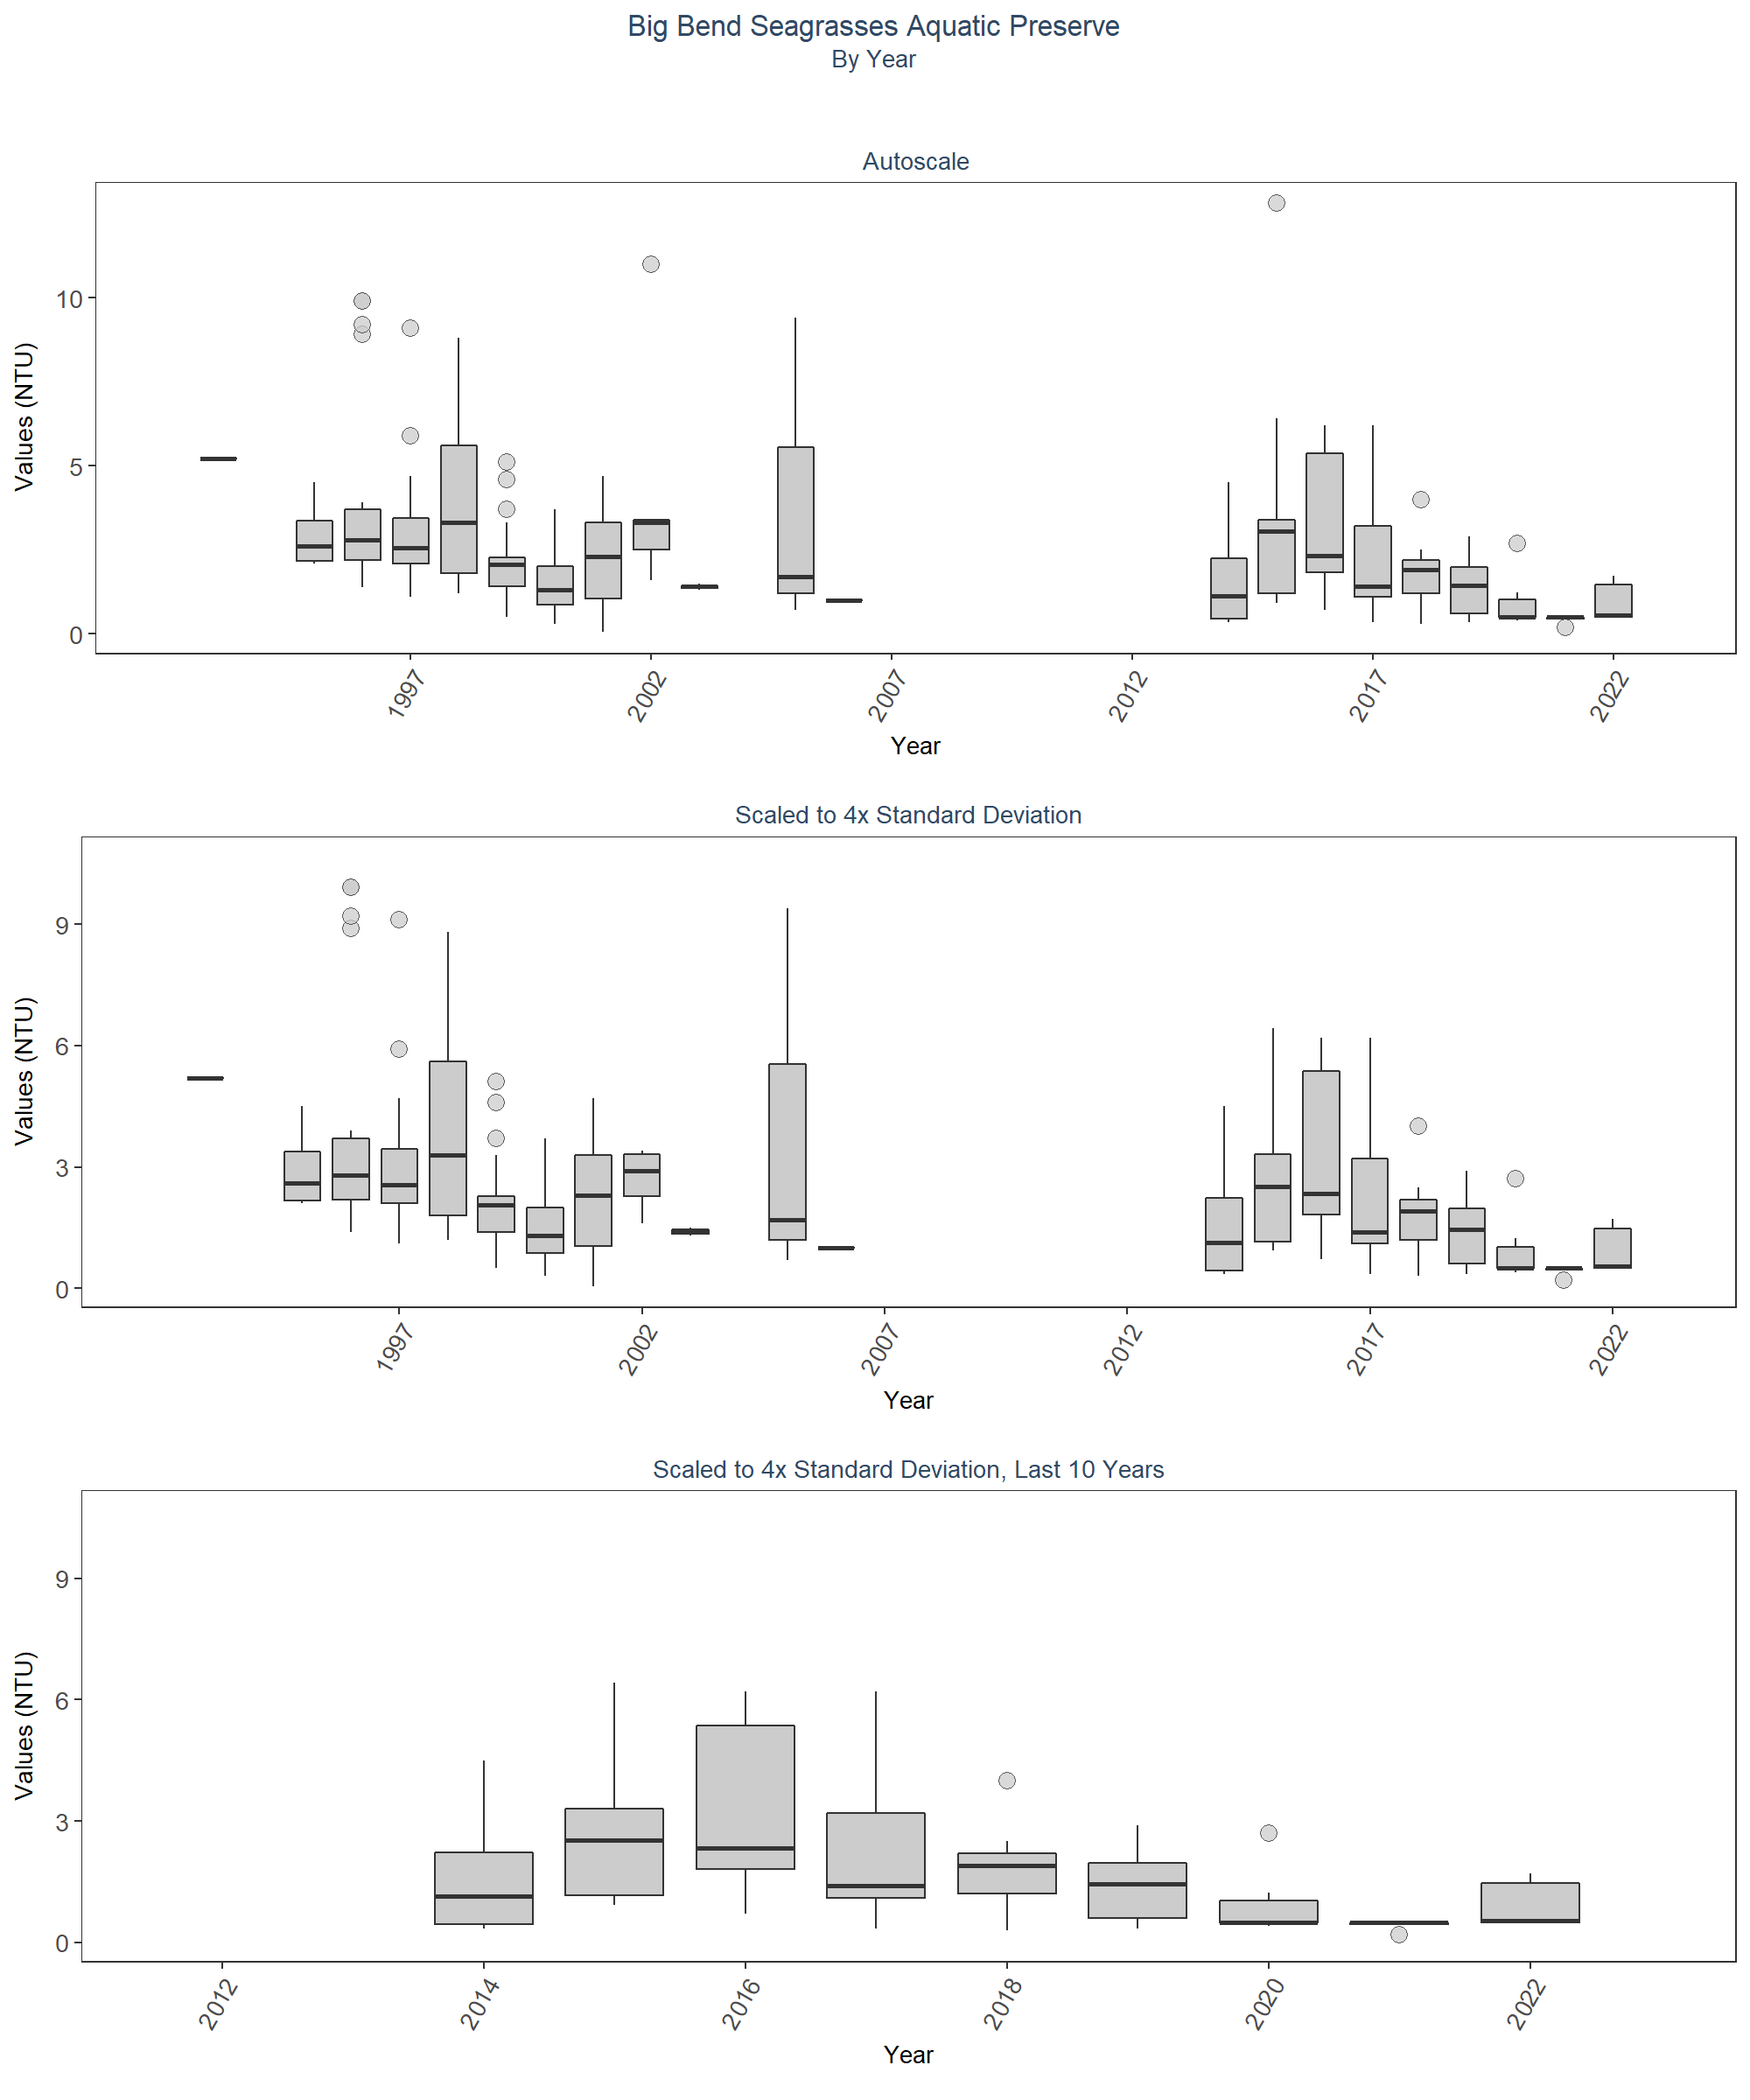 Big Bend Seagrasses Aquatic Preserve
By Year
Autoscale
Values (NTU)
10
5
0
1997
2002
2007
2012
2017
2022
Year
Scaled to 4x Standard Deviation
Values (NTU)
9
6
3
0
1997
2002
2007
2012
2017
2022
Year
Scaled to 4x Standard Deviation, Last 10 Years
Values (NTU)
9
6
3
0
2012
2014
2016
2018
2020
2022
Year